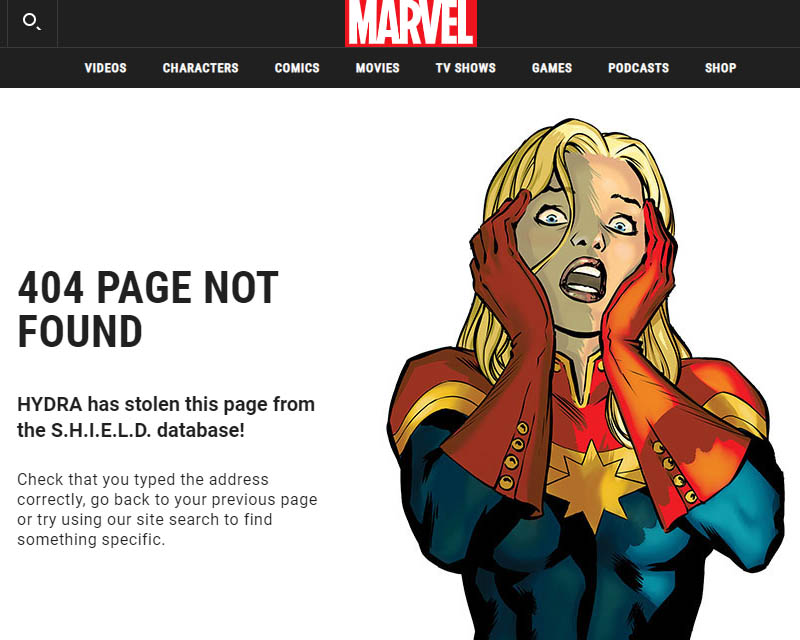 MARVEL
VIDEOS CHARACTERS COMICS MOVIES TV SHOWS GAMES PODCASTS SHOP
404 PAGE NOT
FOUND
HYDRA has stolen this page from
the S.H.I.E.L.D. database!
Check that you typed the address
correctly, go back to your previous page
or try using our site search to find
something specific.